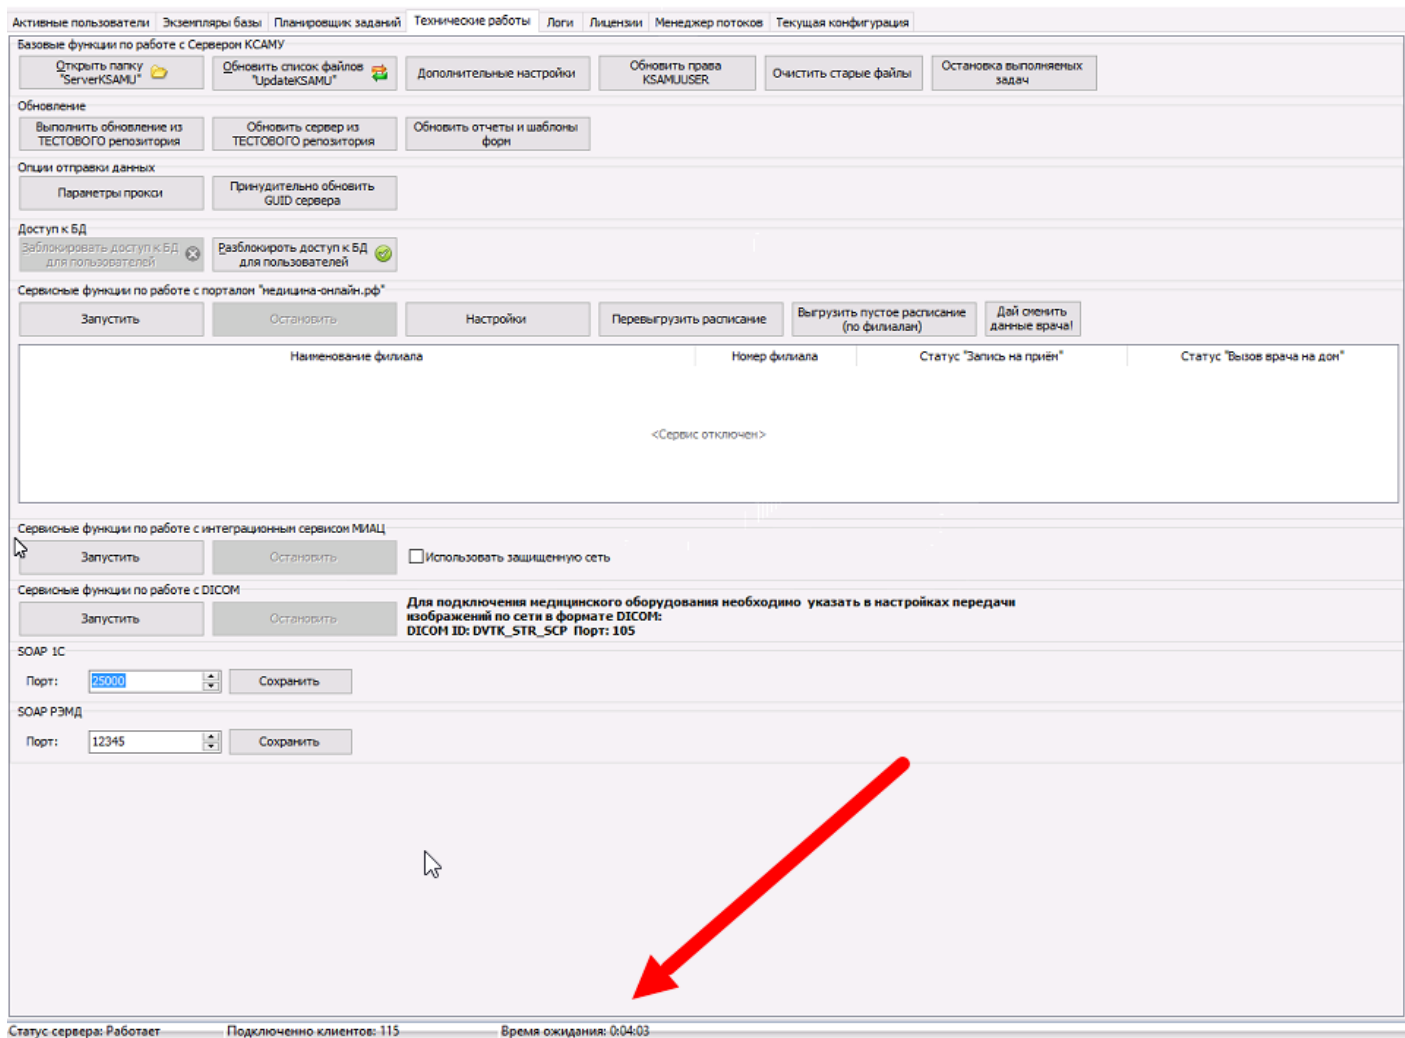 Активные пользователи Экземпляры базы Планировщик заданий Технические работы Логи Лицензии Менеджер потоков Текущая конфигурация
Базовые функции по работе с Сервером КСАМУ
Открыть папку
"ServerKSAMU"
Обновить список файлов
"UpdateKSAMU"
Дополнительные настройки
Обновить права
KSAMUUSER
Очистить старые файлы
Остановка выполняемых
задач
Обновление
Выполнить обновление из
ТЕСТОВОГО репозитория
Обновить сервер из
ТЕСТОВОГО репозитория
Обновить отчеты и шаблоны
форм
Опции отправки данных
Параметры прокси
Принудительно обновить
GUID сервера
Доступ к БД
Заблокировать доступ к БД
для пользователей
Разблокироть доступ к БД
для пользователей
Сервисные функции по работе с порталом "медицина-онлайн.рф"
Запустить
Остановить
Настройки
Перевыгрузить расписание
Выгрузить пустое расписание
(по филиалам)
Дай сменить
данные врача!
Наименование филиала Номер филиала Статус "Запись на приём" Статус "Вызов врача на дом"
<Сервис отключен>
Сервисные функции по работе с интеграционным сервисом МИАЦ
Запустить
Остановить
Использовать защищенную сеть
Сервисные функции по работе с DICOM
Запустить
Остановить
Для подключения медицинского оборудования необходимо указать в настройках передачи
изображений по сети в формате DICOM:
DICOM ID: DVTK_STR_SCP Порт: 105
SOAP 1C
Порт: 25000 Сохранить
SOAP РЭМД
Порт: 12345 Сохранить
Статус сервера: Работает Подключенно клиентов: 115 Время ожидания: 0:04:03